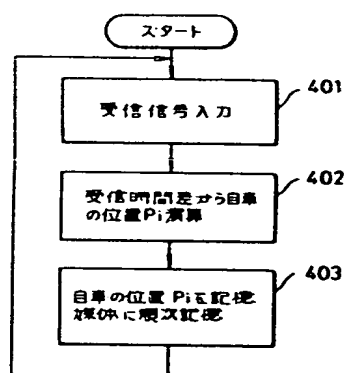 スタート
受信信号入力
401
受信時間差から自車
の位置Pi演算
402
自車の位置Piを記憶
媒体に順次記憶
403